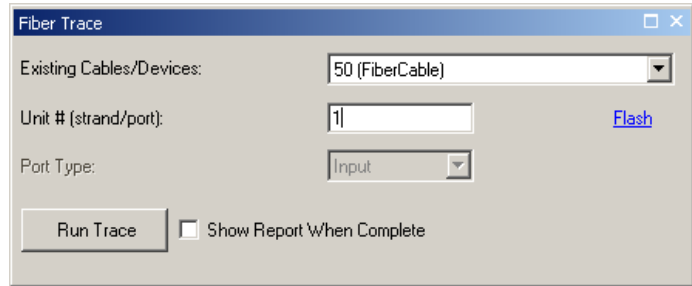 Fiber Trace
Existing Cables/Devices: 50 (FiberCable)
Unit # (strand/port): 1 Flash
Port Type: Input
Run Trace Show Report When Complete